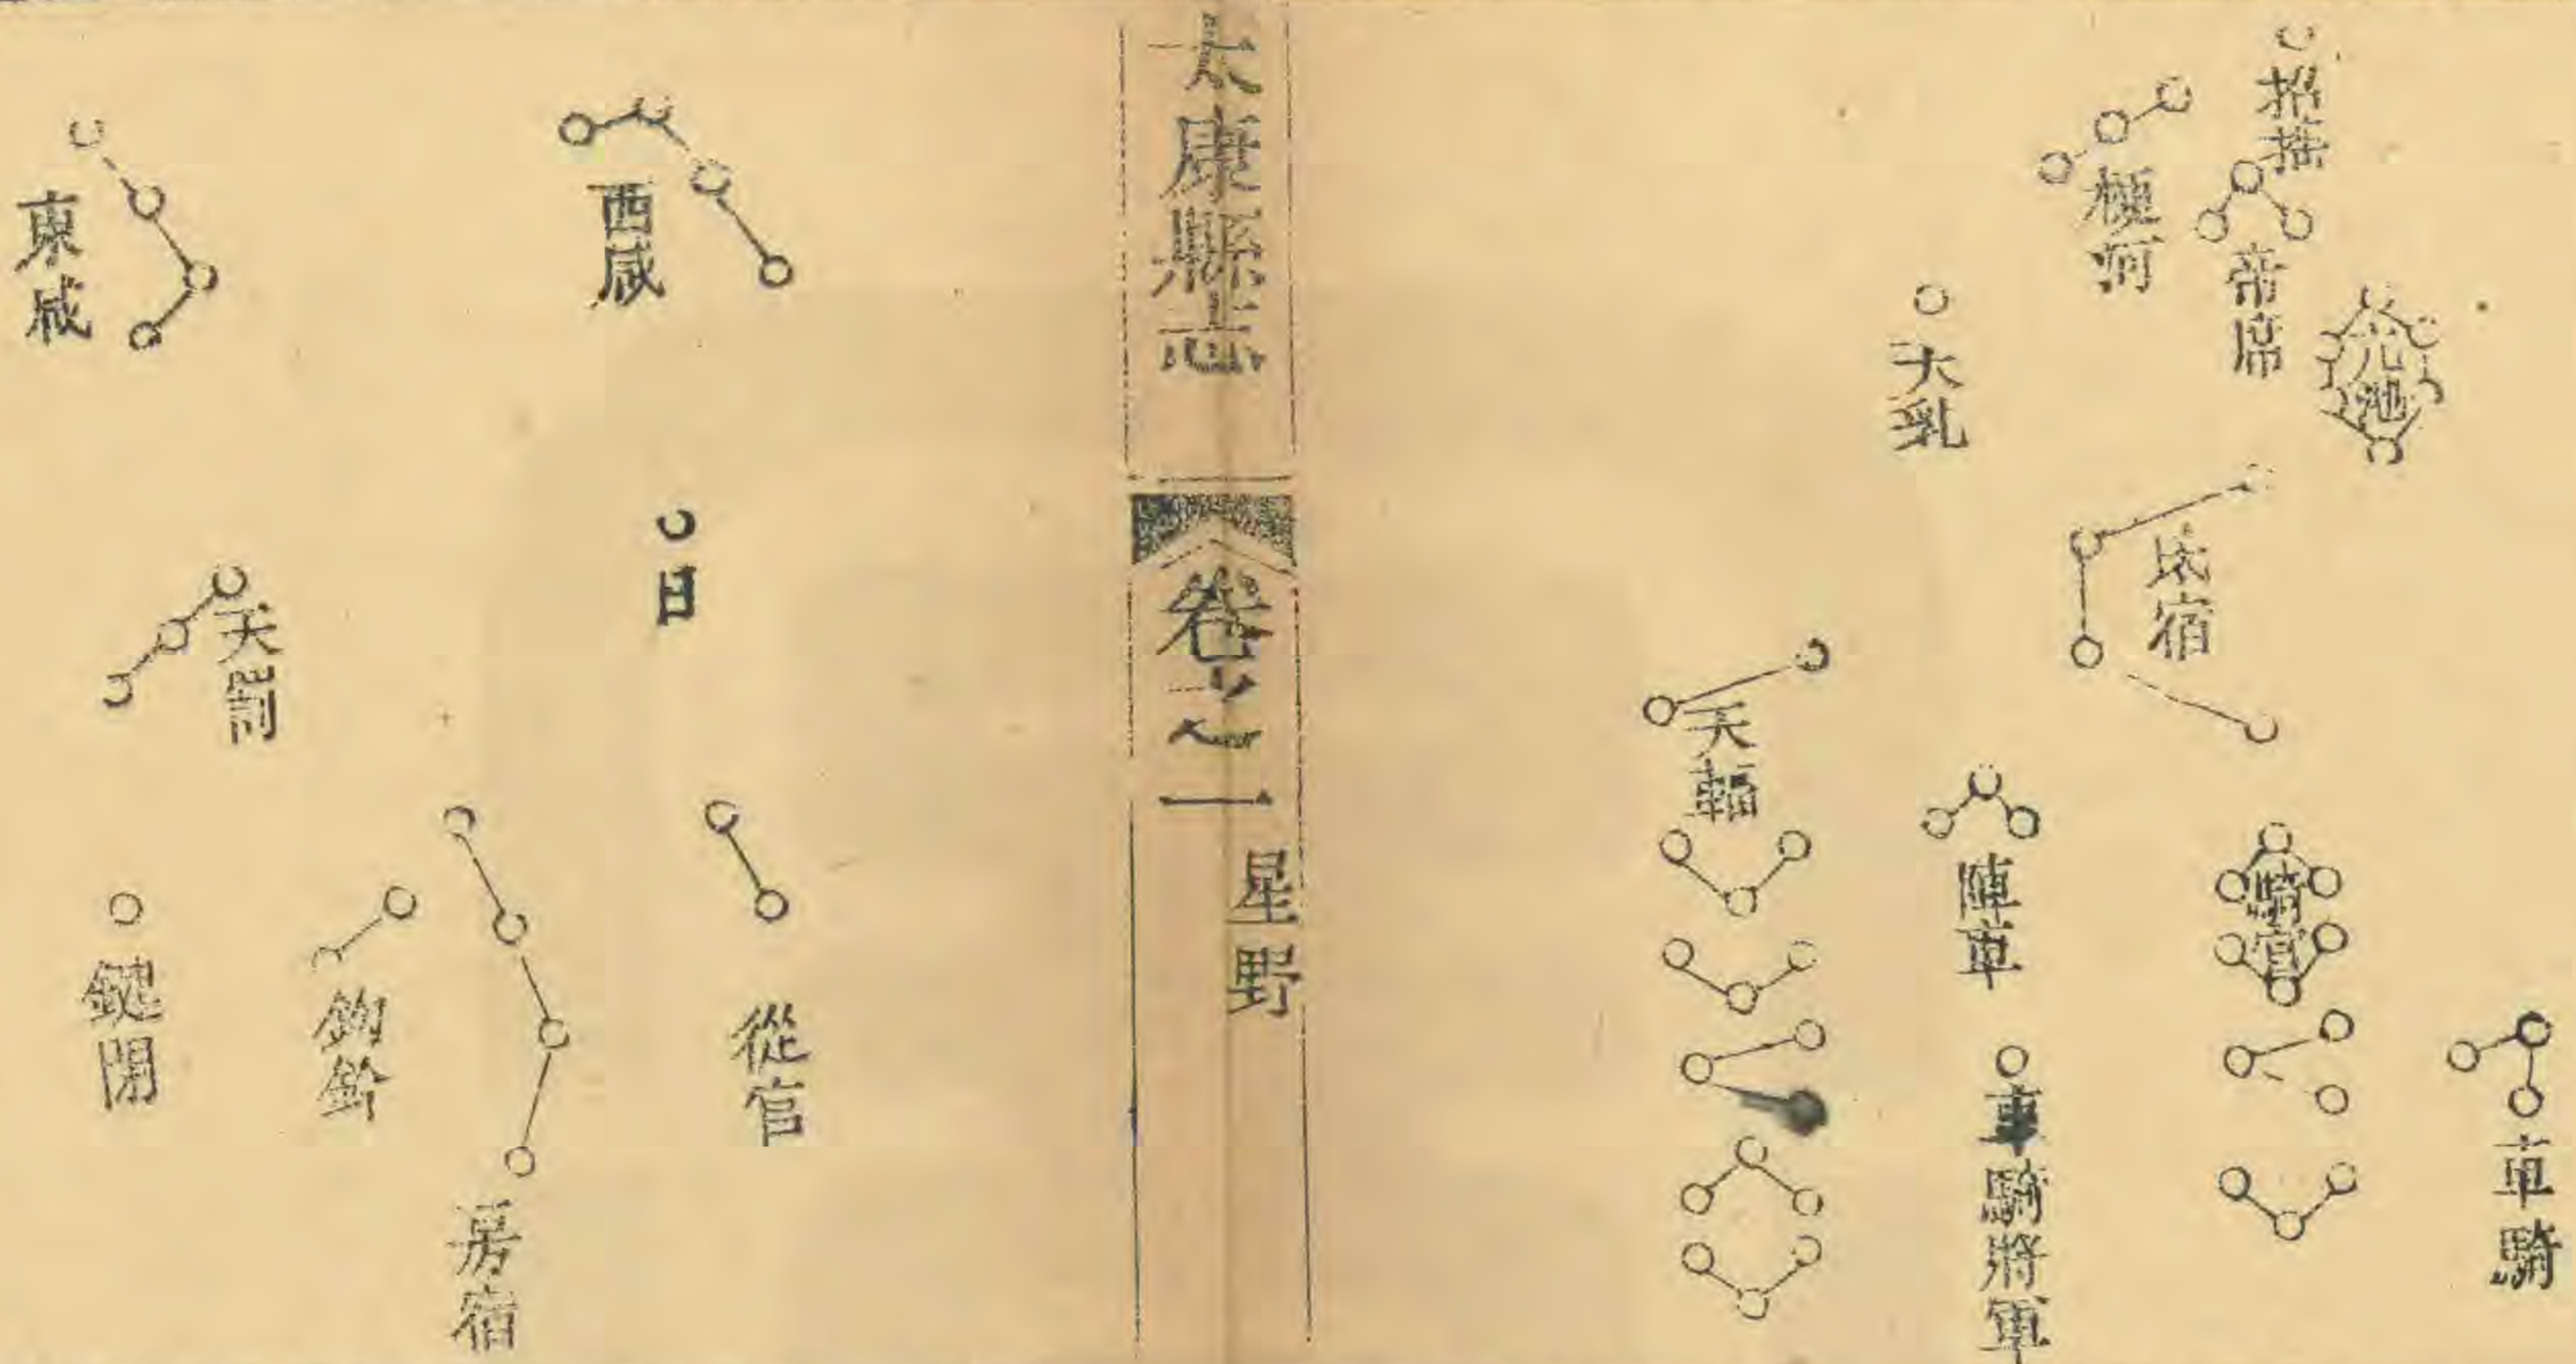 招搖
梗河
帝席
亢池
大乳
氐宿
天輻
陣車
騎官
車騎
車騎將軍
太康縣志
卷之一
星野
西咸
日
從官
房宿
鉤鈐
天罰
東咸
鍵閉